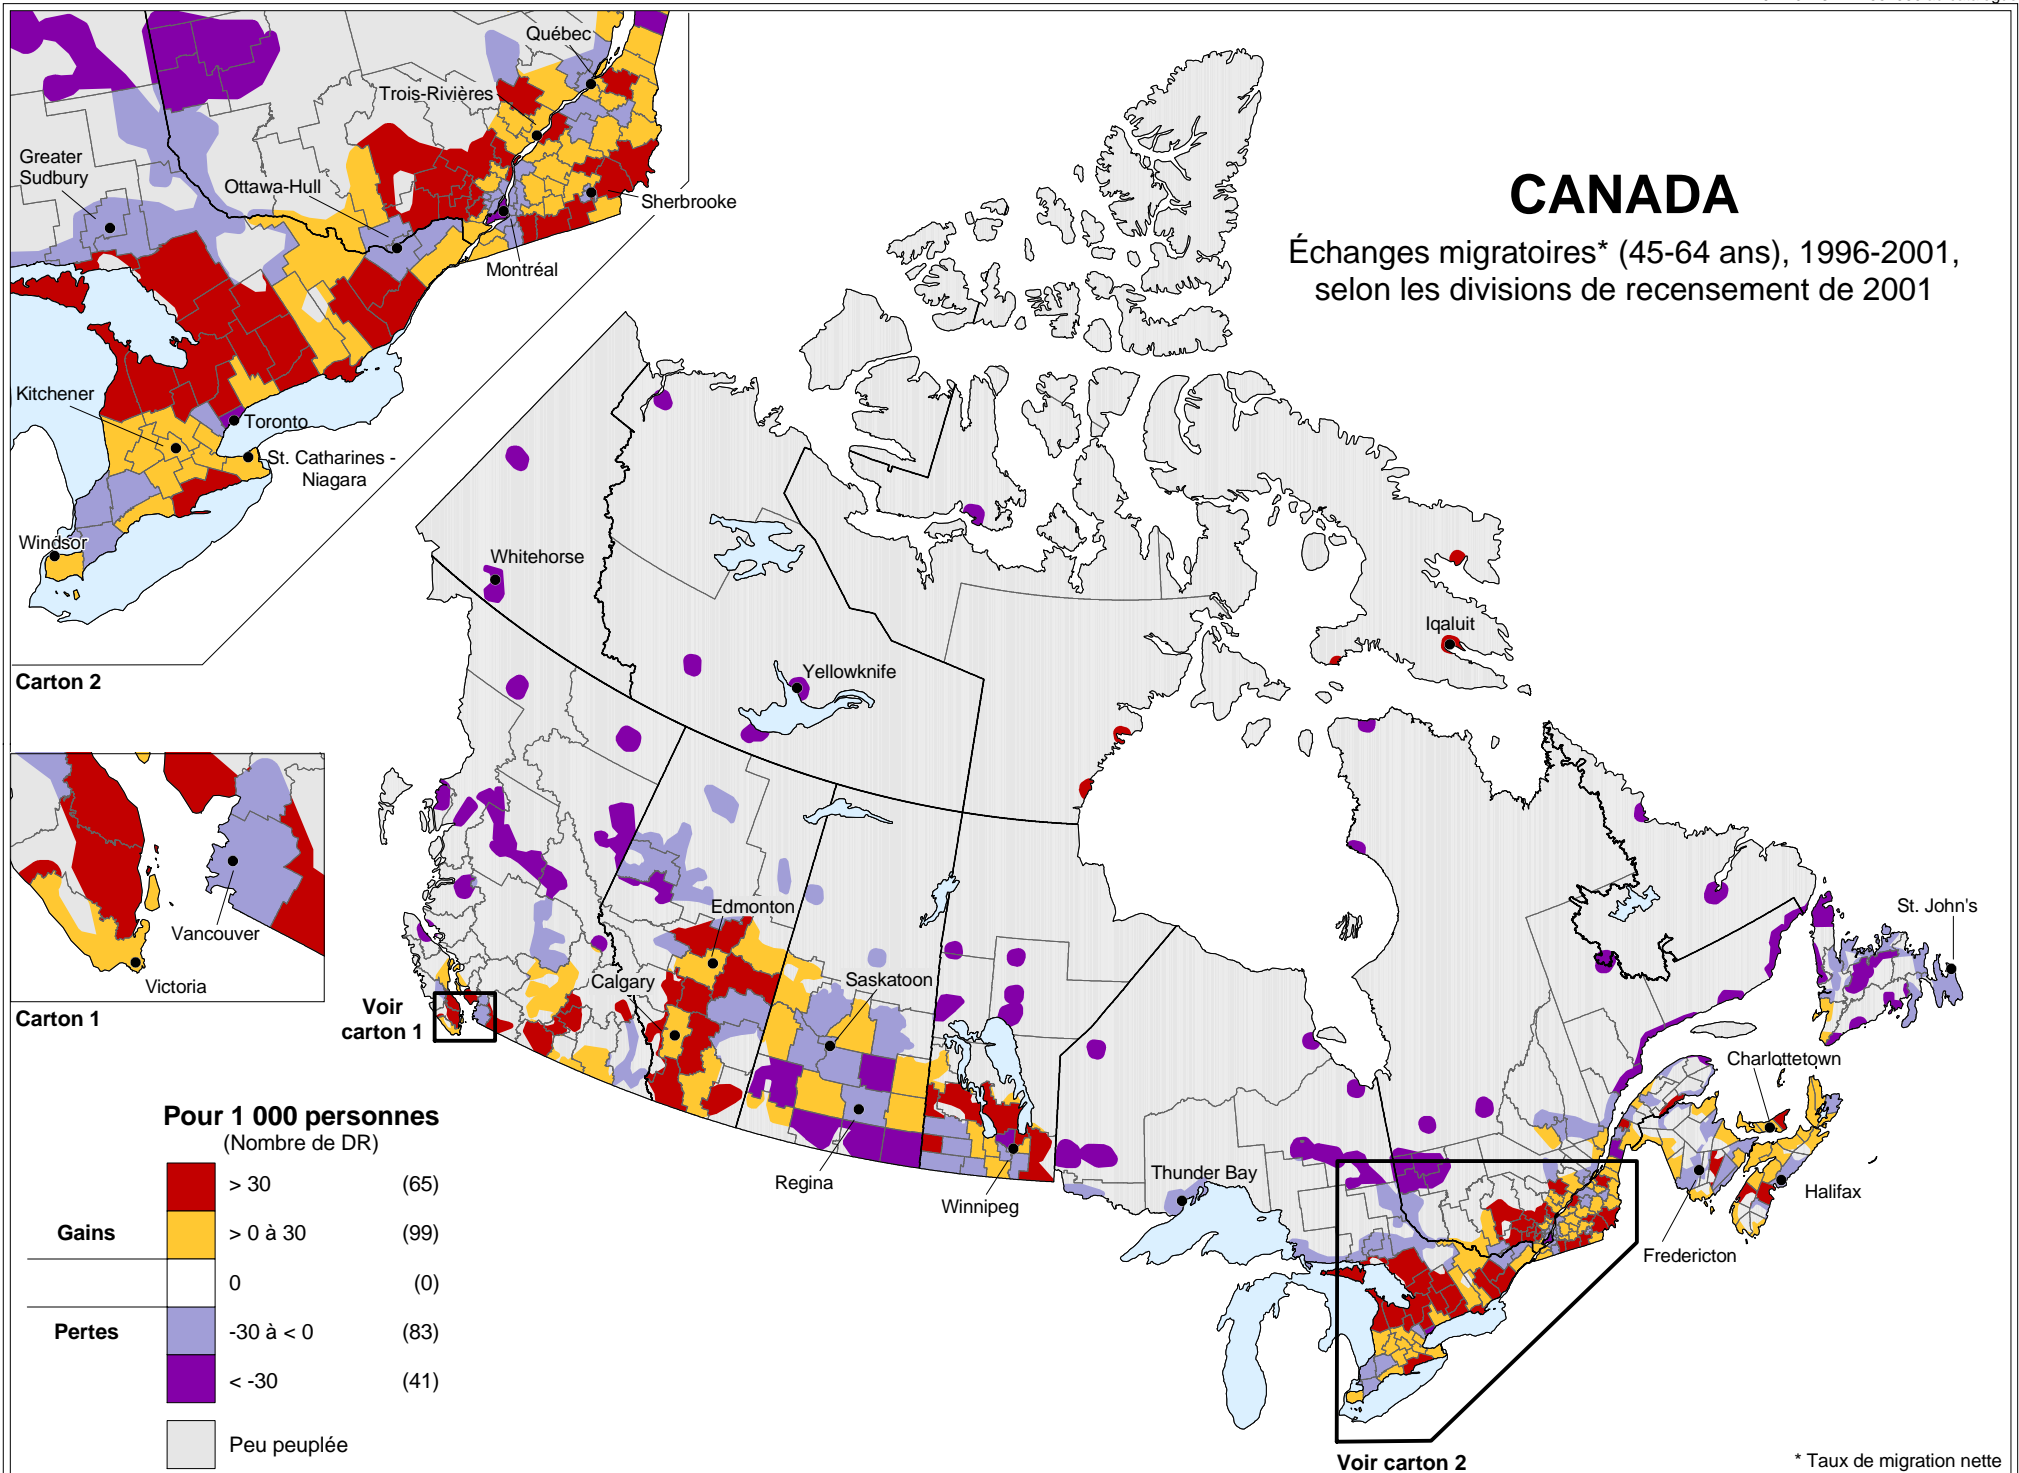 CANADA
Échanges migratoires* (45-64 ans), 1996-2001,
selon les divisions de recensement de 2001
Québec
Trois-Rivières
Greater
Sudbury
Ottawa-Hull
Sherbrooke
Montréal
Kitchener
Toronto
St. Catharines -
Niagara
Windsor
Carton 2
Vancouver
Victoria
Carton 1
Whitehorse
Yellowknife
Iqaluit
Edmonton
Calgary
Saskatoon
Voir
carton 1
Regina
Winnipeg
Thunder Bay
St. John's
Charlottetown
Halifax
Fredericton
Pour 1 000 personnes
(Nombre de DR)
> 30 (65)
Gains > 0 à 30 (99)
0 (0)
Pertes -30 à < 0 (83)
< -30 (41)
Peu peuplée
Voir carton 2
* Taux de migration nette